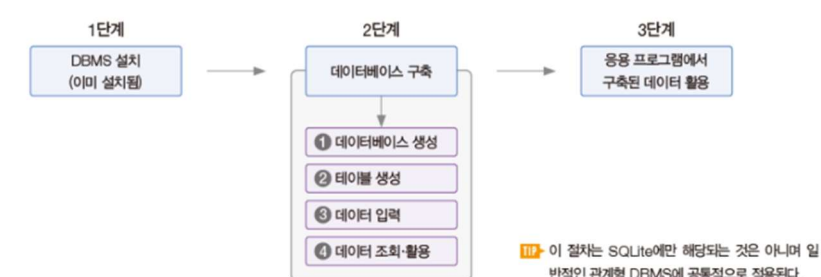 1단계
DBMS 설치
(이미 설치됨)
2단계
데이터베이스 구축
❶ 데이터베이스 생성
❷ 테이블 생성
❸ 데이터 입력
❹ 데이터 조회·활용
3단계
응용 프로그램에서
구축된 데이터 활용
TIP 이 절차는 SQLite에만 해당되는 것은 아니며 일
반적인 관계형 DBMS에 공통적으로 적용된다